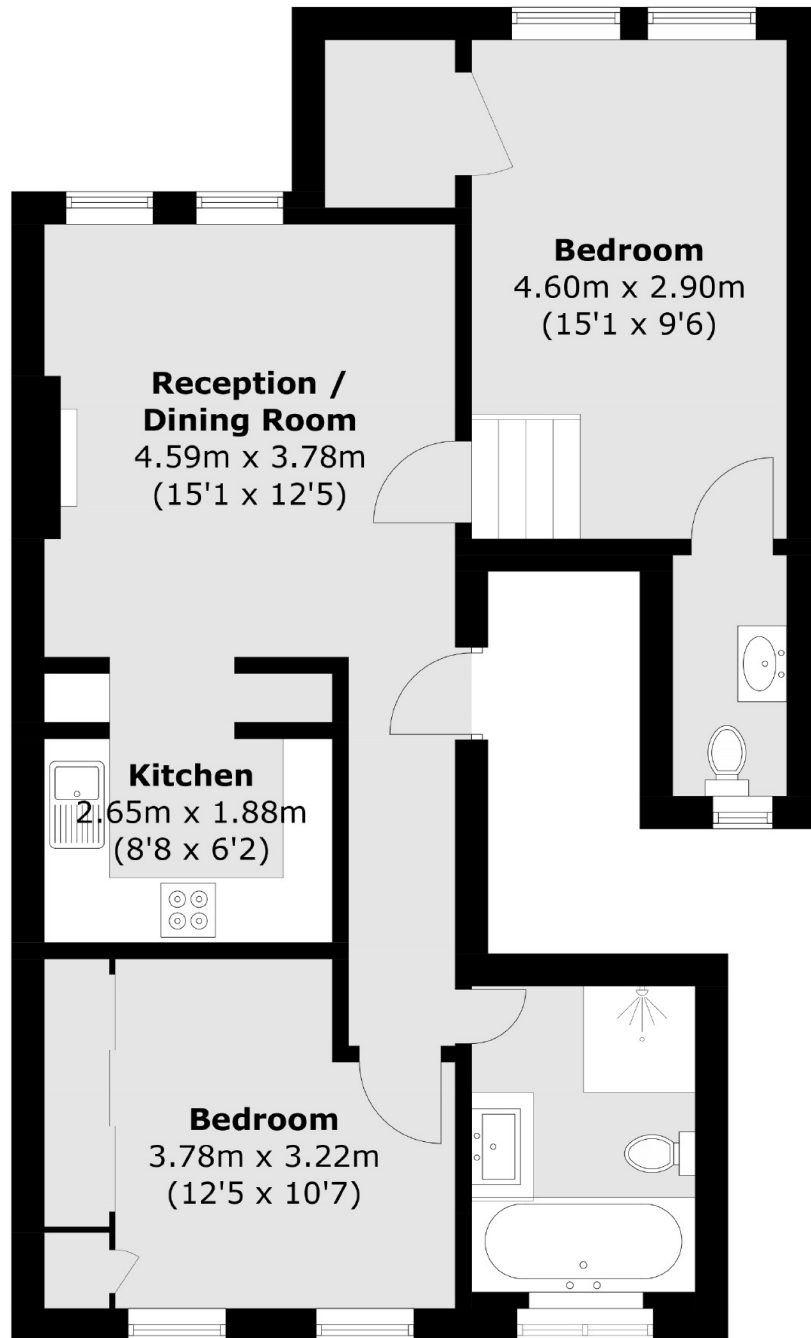 Bedroom
4.60m x 2.90m
(15'1 x 9'6)
Reception /
Dining Room
4.59m x 3.78m
(15'1 x 12'5)
Kitchen
2.65m x 1.88m
(8'8 x 6'2)
Bedroom
3.78m x 3.22m
(12'5 x 10'7)